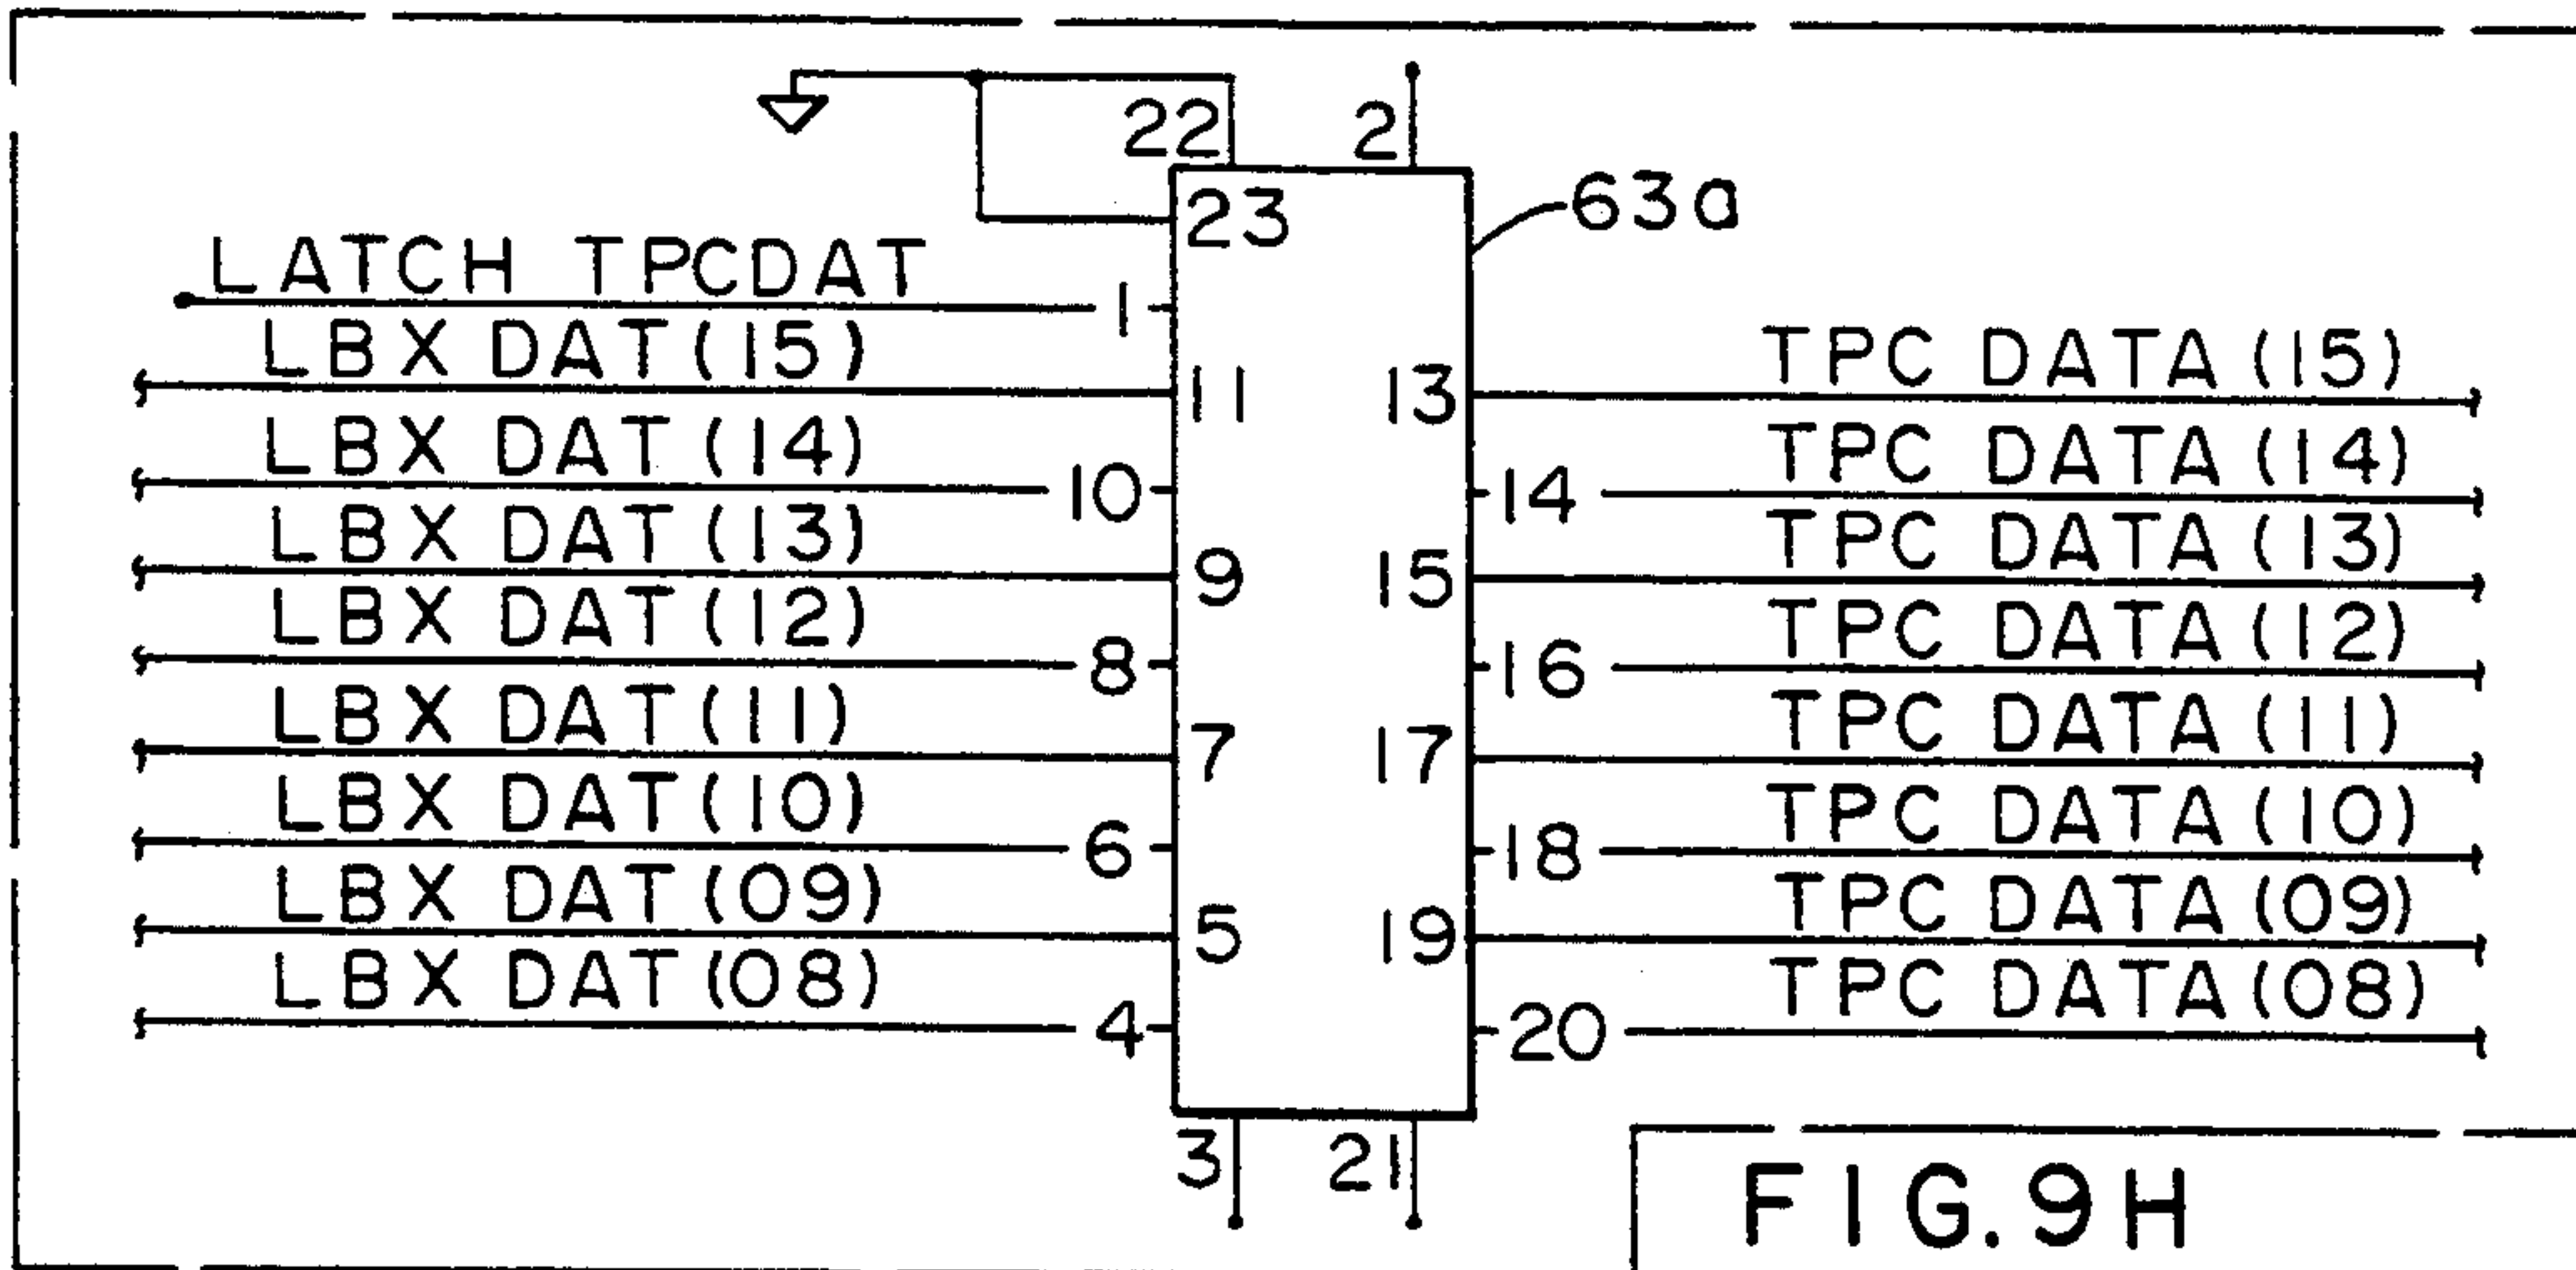 22 2
23 63a
LATCH TPCDAT 1
LBX DAT(15) 11 13 TPC DATA(15)
LBX DAT(14) 10 14 TPC DATA(14)
LBX DAT(13) 9 15 TPC DATA(13)
LBX DAT(12) 8 16 TPC DATA(12)
LBX DAT(11) 7 17 TPC DATA(11)
LBX DAT(10) 6 18 TPC DATA(10)
LBX DAT(09) 5 19 TPC DATA(09)
LBX DAT(08) 4 20 TPC DATA(08)
3 21
FIG. 9H